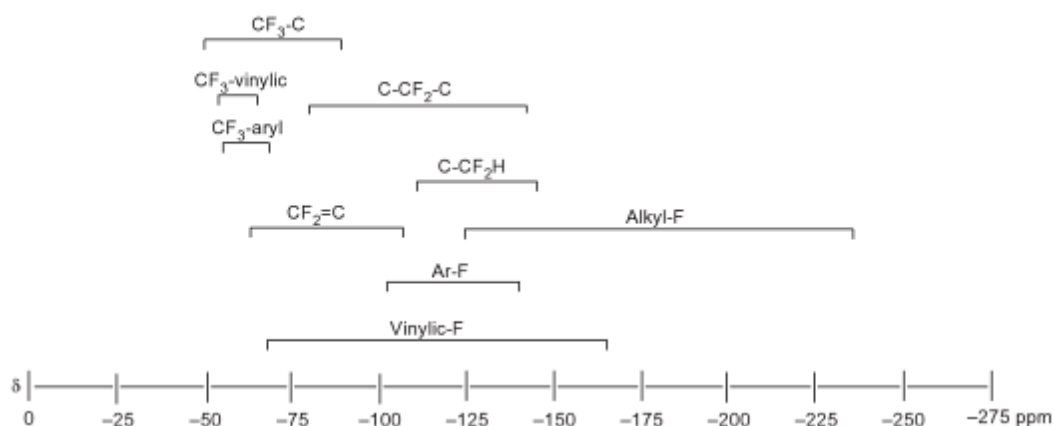 CF₃-C
CF₃-vinylic
C-CF₂-C
CF₃-aryl
C-CF₂H
CF₂=C
Alkyl-F
Ar-F
Vinylic-F
δ
0 –25 –50 –75 –100 –125 –150 –175 –200 –225 –250 –275 ppm